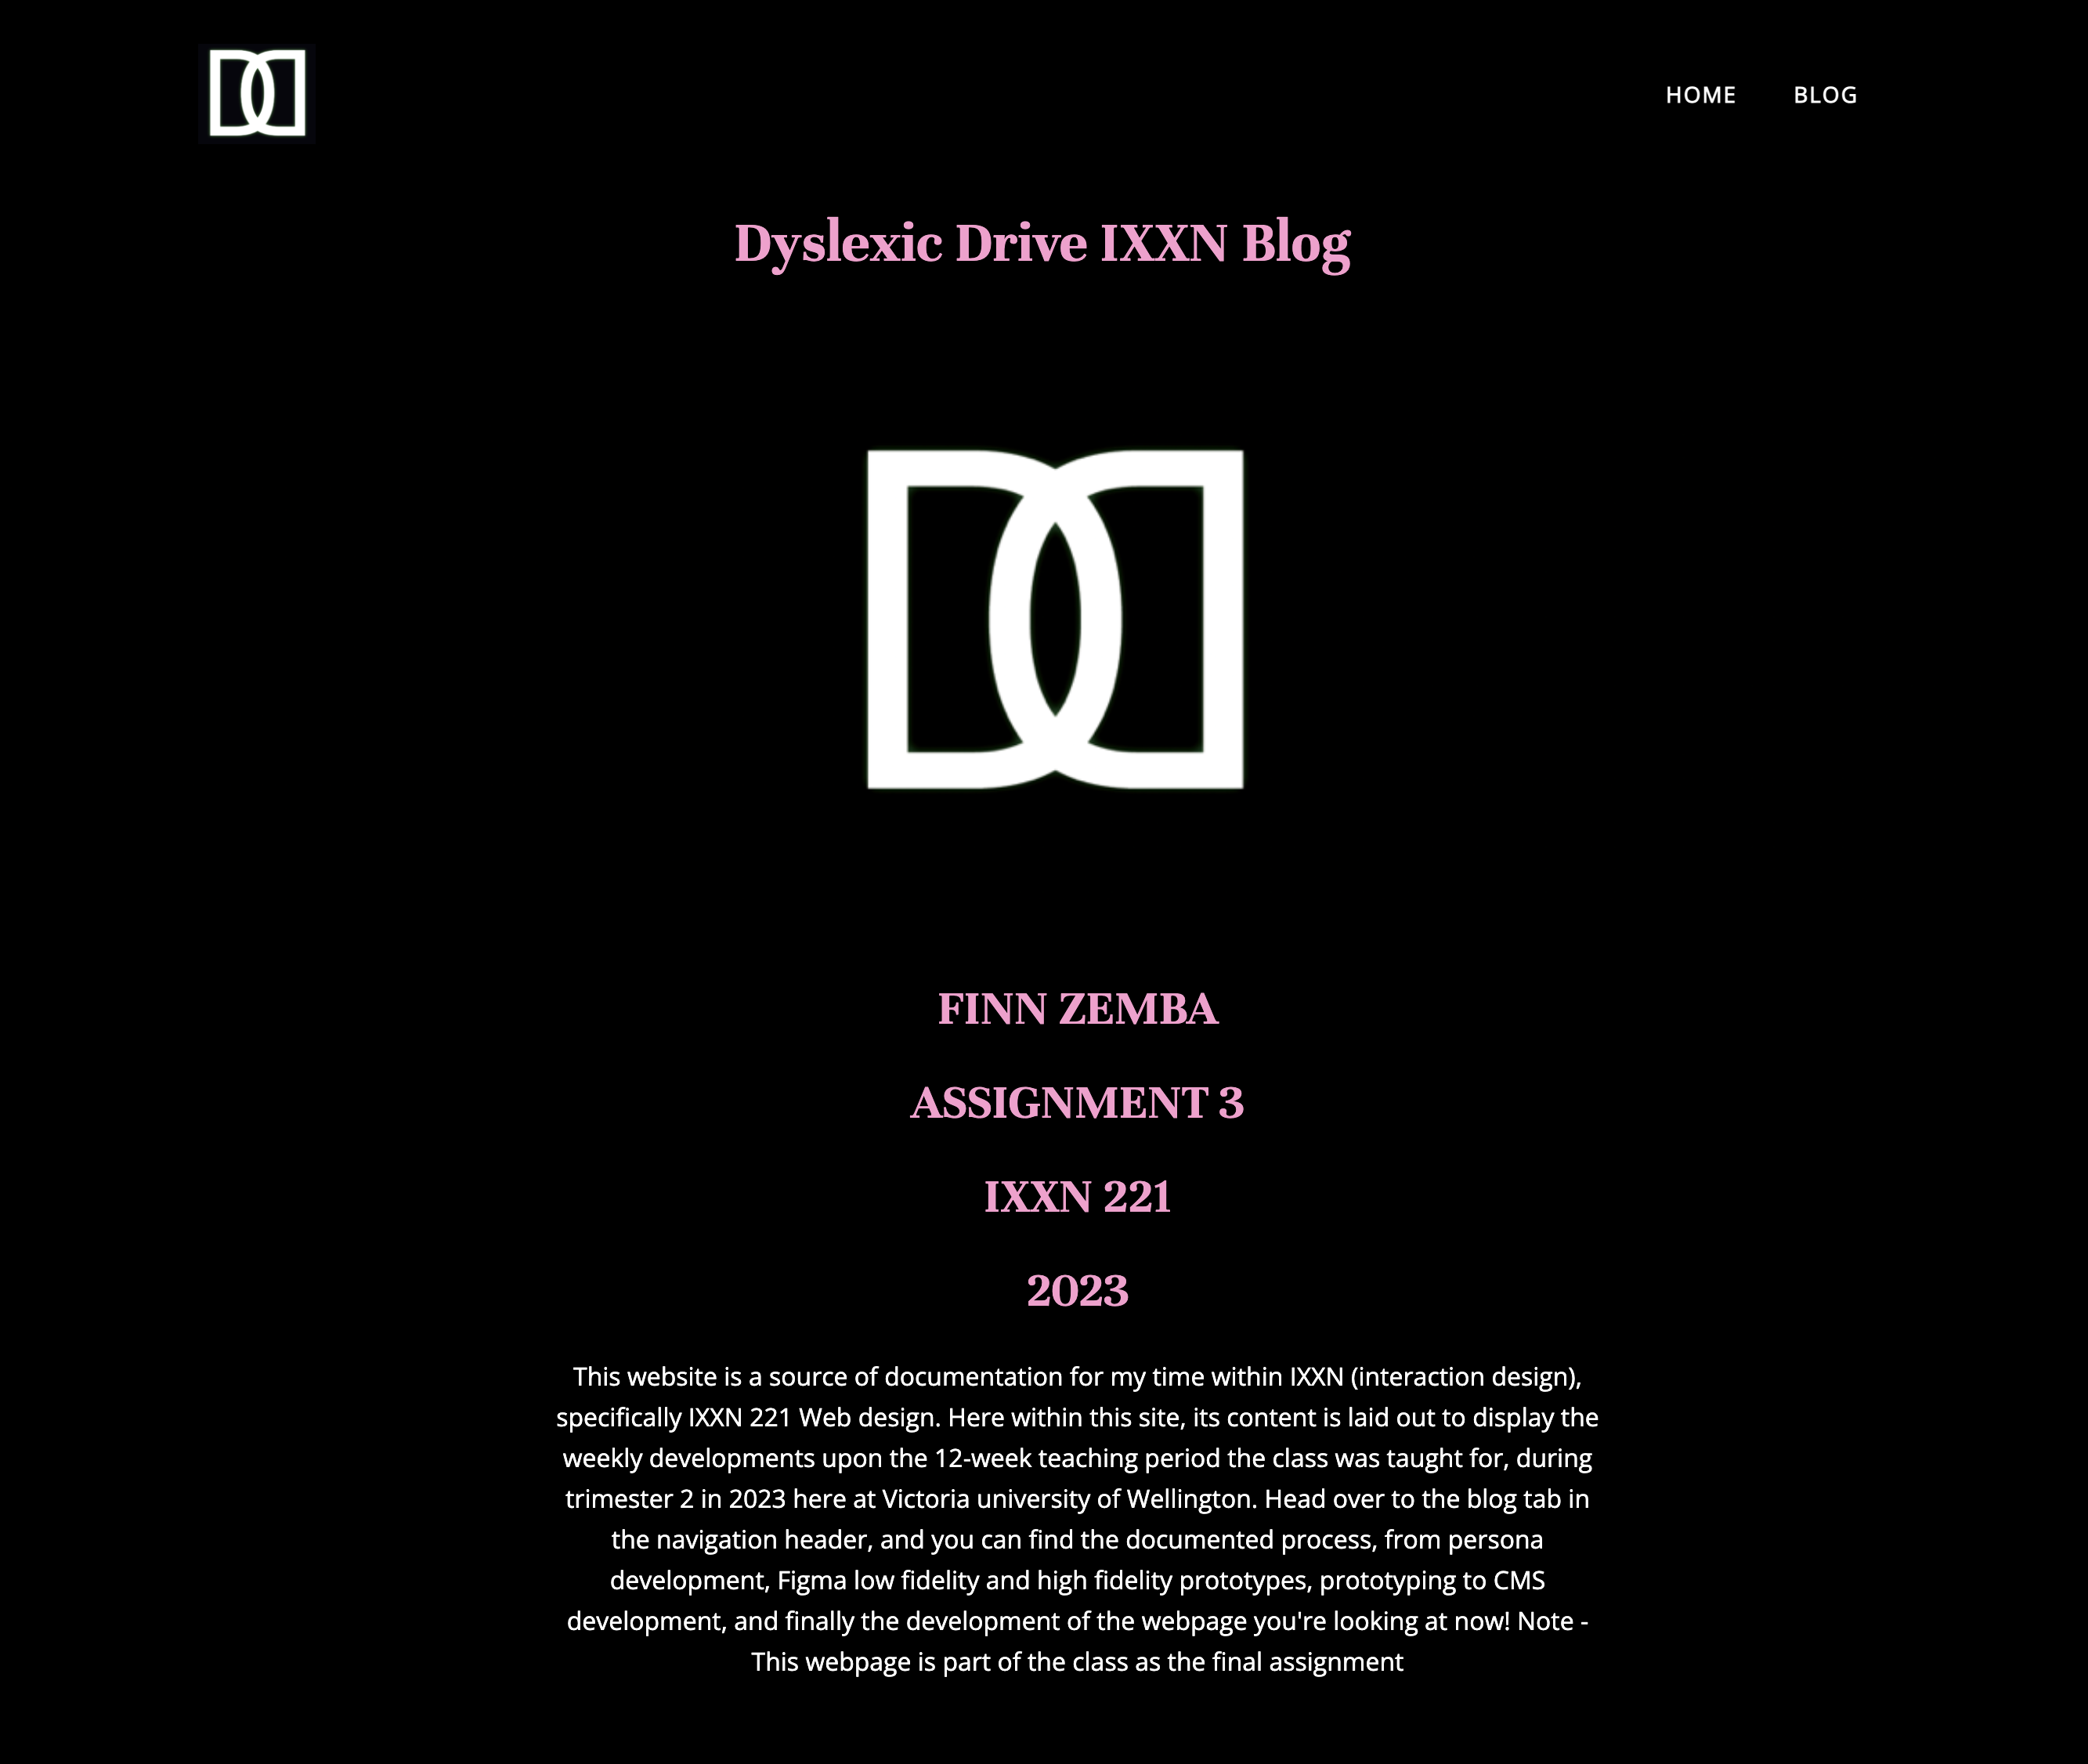 HOME BLOG
Dyslexic Drive IXXN Blog
FINN ZEMBA
ASSIGNMENT 3
IXXN 221
2023
This website is a source of documentation for my time within IXXN (interaction design),
specifically IXXN 221 Web design. Here within this site, its content is laid out to display the
weekly developments upon the 12-week teaching period the class was taught for, during
trimester 2 in 2023 here at Victoria university of Wellington. Head over to the blog tab in
the navigation header, and you can find the documented process, from persona
development, Figma low fidelity and high fidelity prototypes, prototyping to CMS
development, and finally the development of the webpage you're looking at now! Note -
This webpage is part of the class as the final assignment